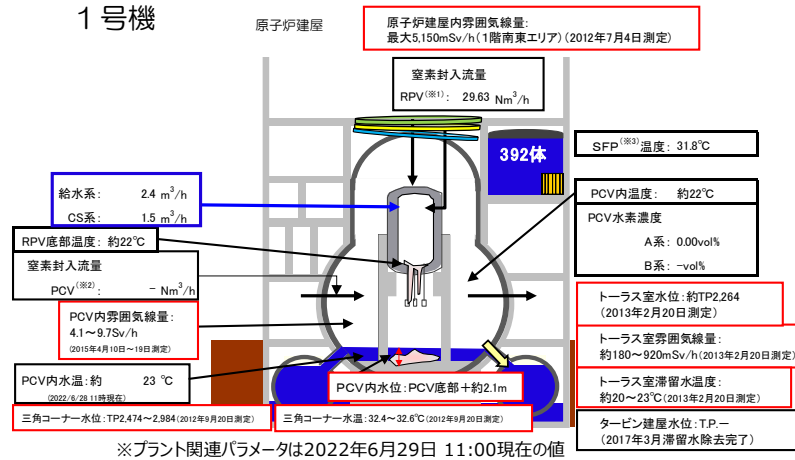 １号機
原子炉建屋
原子炉建屋内雰囲気線量:
最大5,150mSv/h(１階南東エリア)(2012年7月4日測定)
窒素封入流量
RPV(※1): 29.63 Nm3/h
392体
SFP(※3)温度: 31.8℃
給水系: 2.4 m3/h
CS系: 1.5 m3/h
PCV内温度: 約22℃
PCV水素濃度
A系: 0.00vol%
B系: −vol%
RPV底部温度: 約22℃
窒素封入流量
PCV(※2): − Nm3/h
PCV内雰囲気線量:
4.1～9.7Sv/h
(2015年4月10日～19日測定)
トーラス室水位:約TP2,264
(2013年2月20日測定)
トーラス室雰囲気線量:
約180～920mSv/h(2013年2月20日測定)
PCV内水温:約 23 ℃
(2022/6/28 11時現在)
PCV内水位:PCV底部＋約2.1m
トーラス室滞留水温度:
約20～23℃(2013年2月20日測定)
三角コーナー水位:TP2,474～2,984(2012年9月20日測定)
三角コーナー水温:32.4～32.6℃(2012年9月20日測定)
タービン建屋水位:T.P.−
(2017年3月滞留水除去完了)
※プラント関連パラメータは2022年6月29日 11:00現在の値